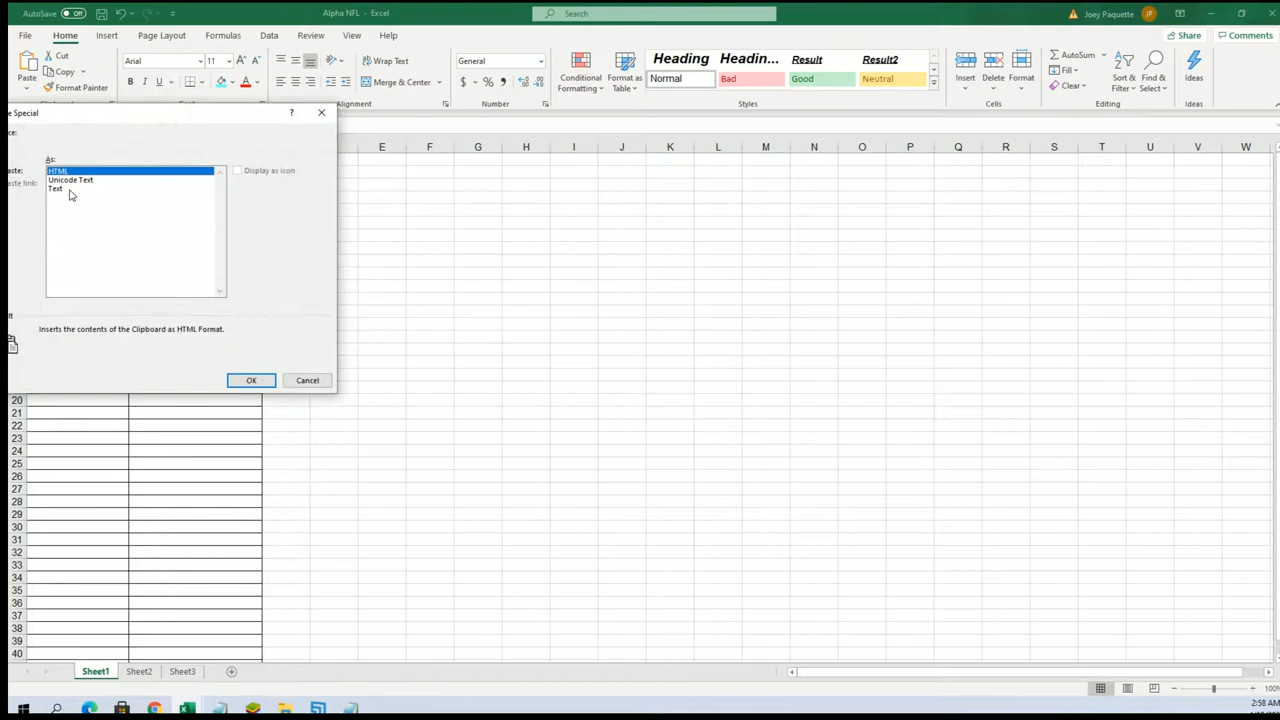 AutoSave Off Alpha NFL - Excel Search Joey Paquette JP
File Home Insert Page Layout Formulas Data Review View Help Share Comments
Cut Arial 11 Wrap Text General Heading Headin... Result Result2 AutoSum
Copy Fill
Paste Format Painter B I U Merge & Center $ % Conditional Formatting Format as Table Normal Bad Good Neutral Insert Delete Format Clear Sort & Filter Find & Select Ideas
Alignment Number Styles Cells Editing Ideas
e Special ? ×
ce:
As:
aste: HTML Display as icon
Unicode Text
aste link: Text
lt
Inserts the contents of the Clipboard as HTML Format.
OK Cancel
E F G H I J K L M N O P Q R S T U V W
20
21
22
23
24
25
26
27
28
29
30
31
32
33
34
35
36
37
38
39
40
Sheet1 Sheet2 Sheet3
100%
2:58 AM